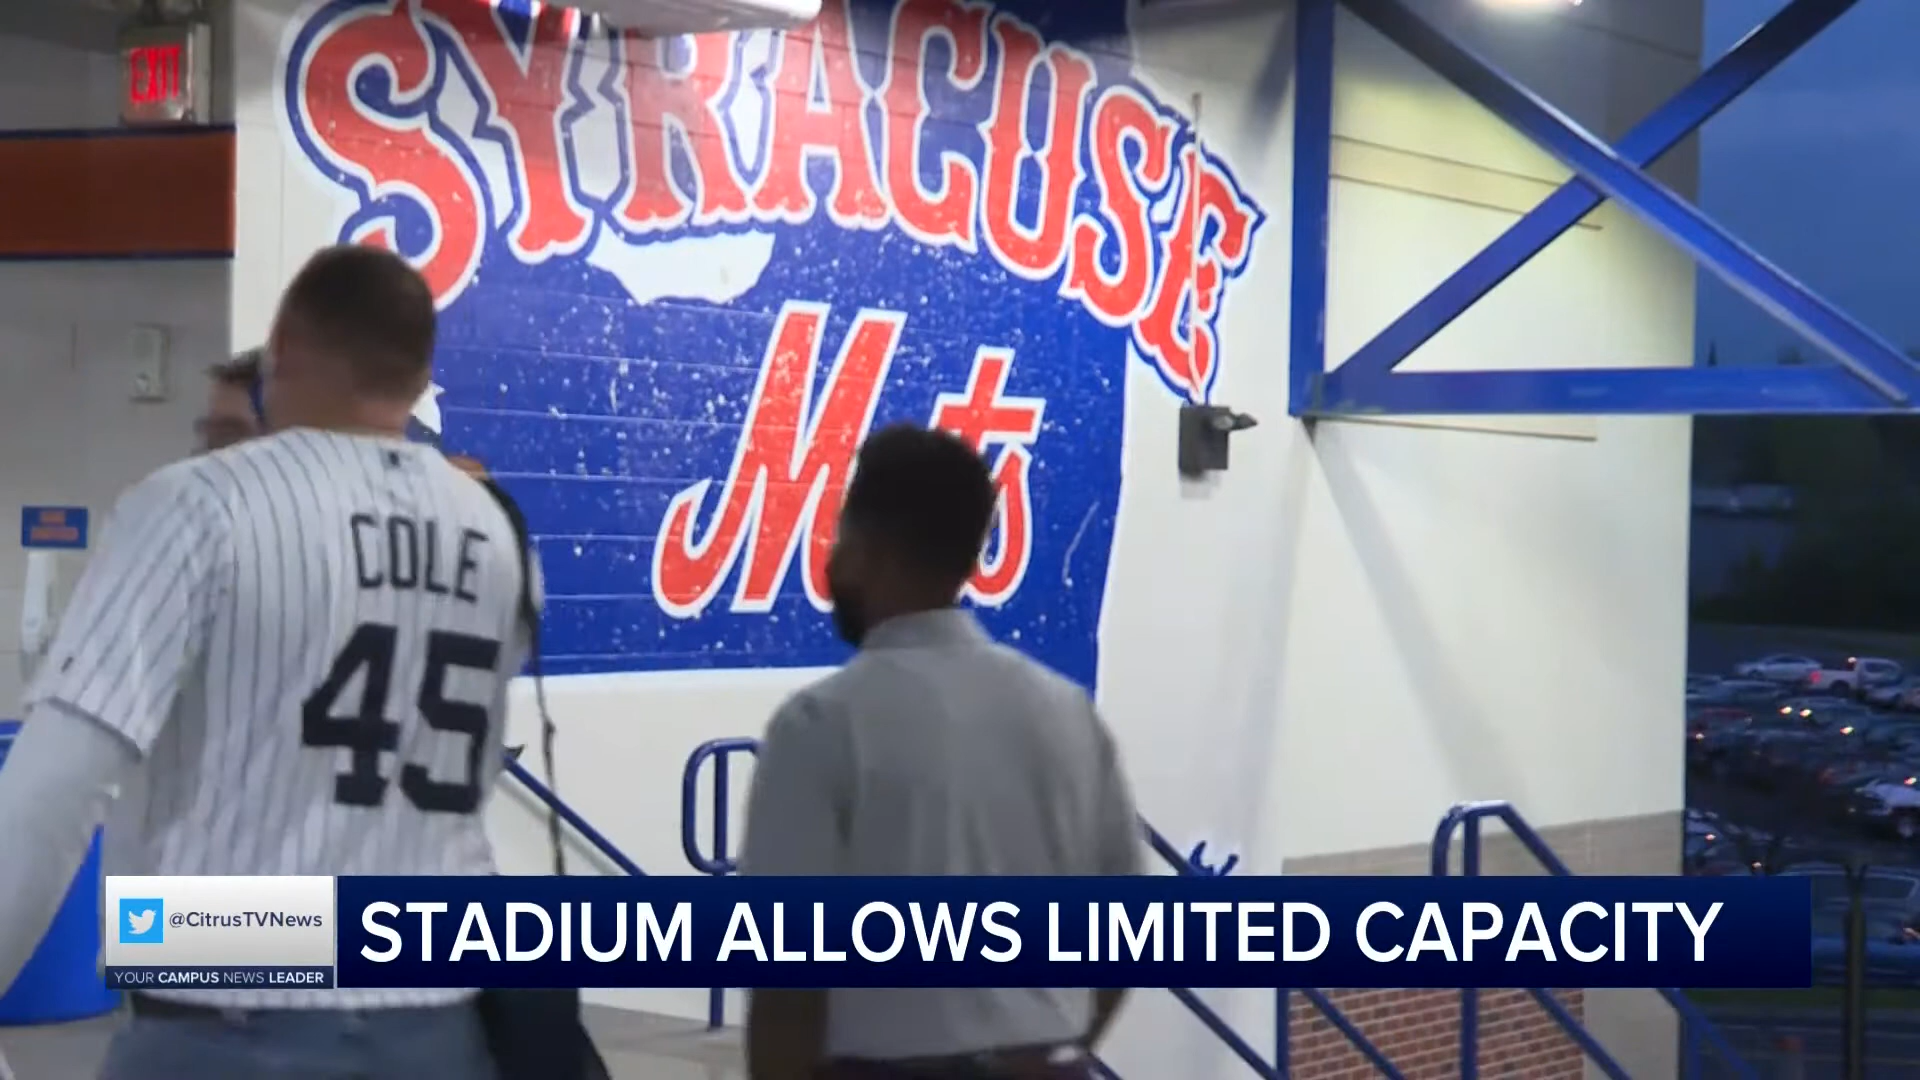 EXIT
SYRACUSE
Mets
COLE
45
@CitrusTVNews
YOUR CAMPUS NEWS LEADER
STADIUM ALLOWS LIMITED CAPACITY